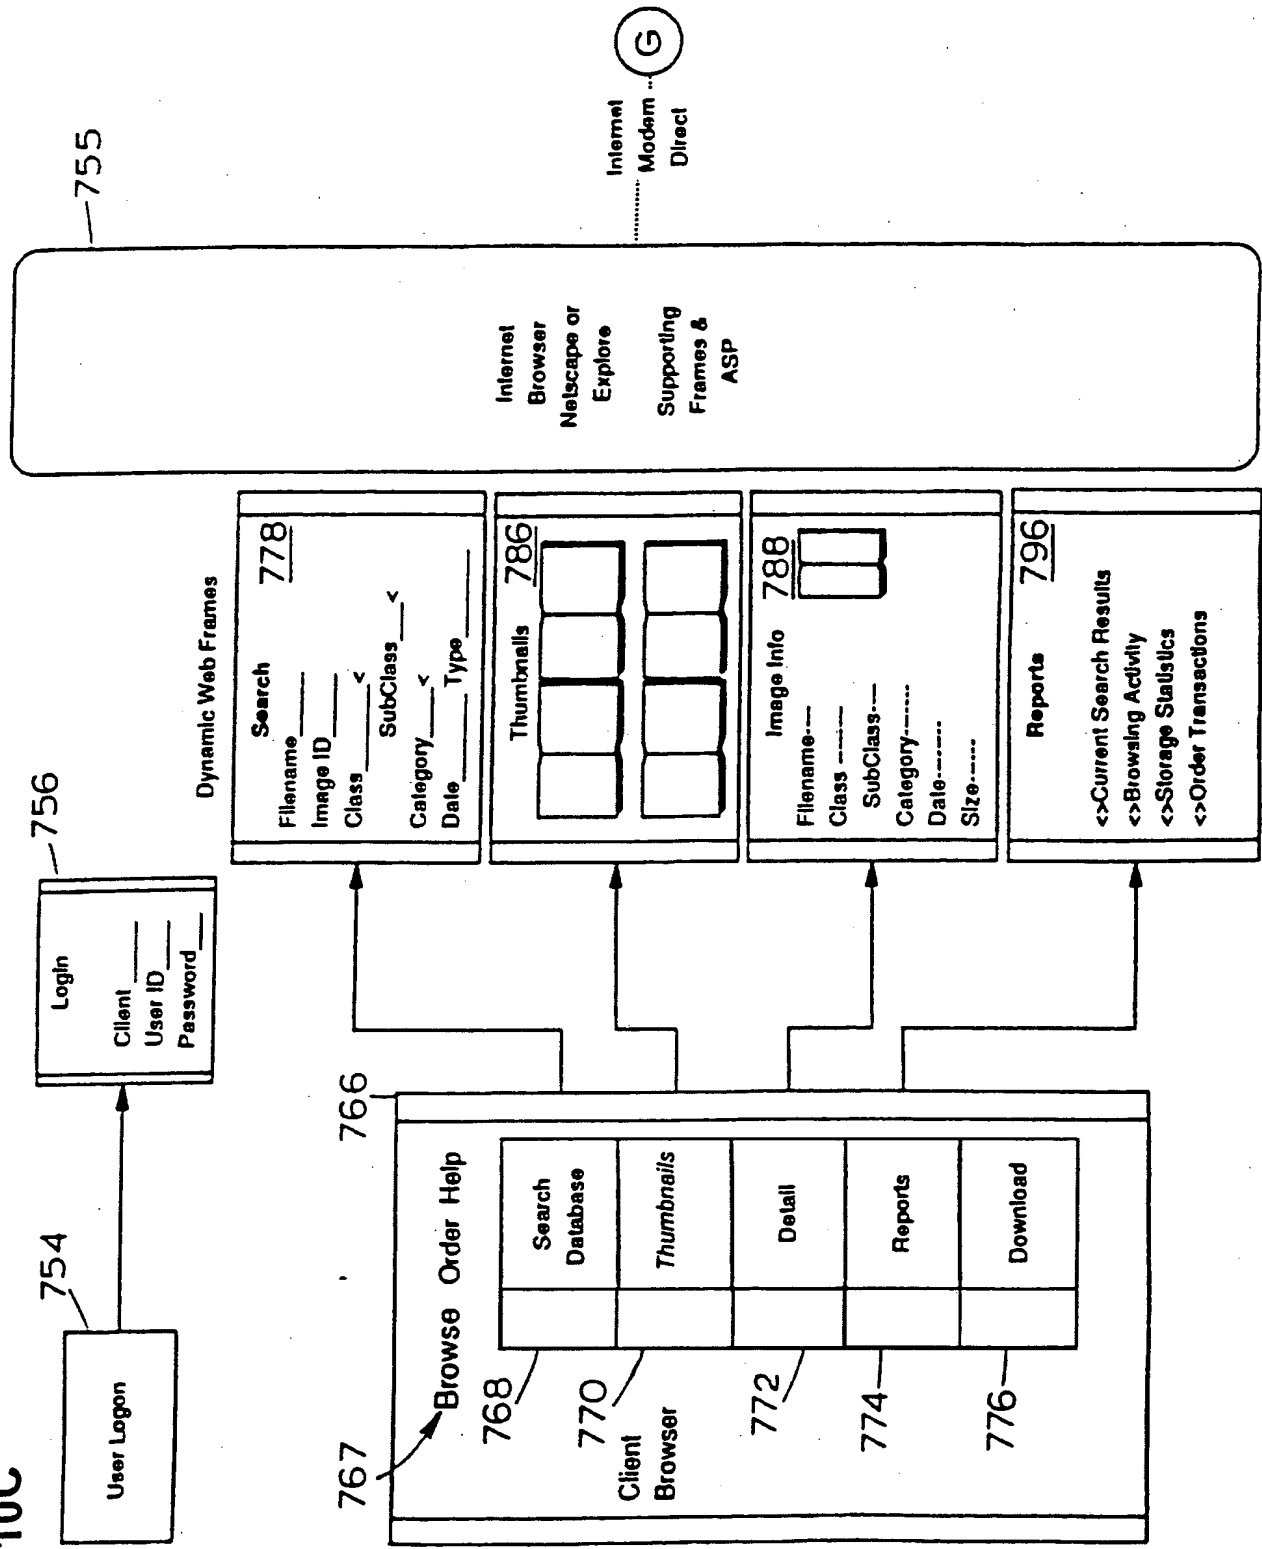 10C
User Logon
754
Login
Client
User ID
Password
756
755
767
Browse Order Help
766
Client
Browser
768
Search
Database
770
Thumbnails
772
Detail
774
Reports
776
Download
Dynamic Web Frames
Search
778
Filename
Image ID
Class <
SubClass <
Category <
Date Type
Thumbnails
786
Image Info
788
Filename----
Class ------
SubClass----
Category------
Date-------
Size------
Reports
796
<>Current Search Results
<>Browsing Activity
<>Storage Statistics
<>Order Transactions
Internet
Browser
Netscape or
Explore
Supporting
Frames &
ASP
Internet
Modem
Direct
G